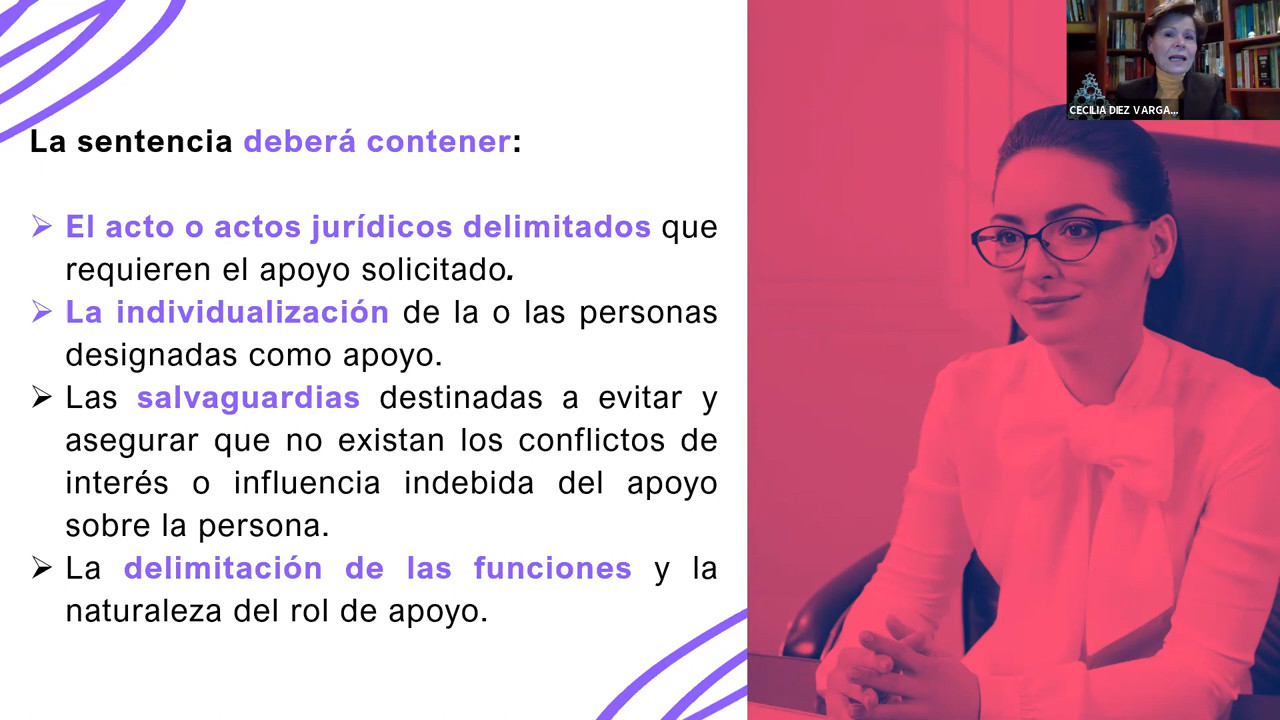 La sentencia deberá contener:
➢ El acto o actos jurídicos delimitados que
requieren el apoyo solicitado.
➢ La individualización de la o las personas
designadas como apoyo.
➢ Las salvaguardias destinadas a evitar y
asegurar que no existan los conflictos de
interés o influencia indebida del apoyo
sobre la persona.
➢ La delimitación de las funciones y la
naturaleza del rol de apoyo.
CECILIA DIEZ VARGA...